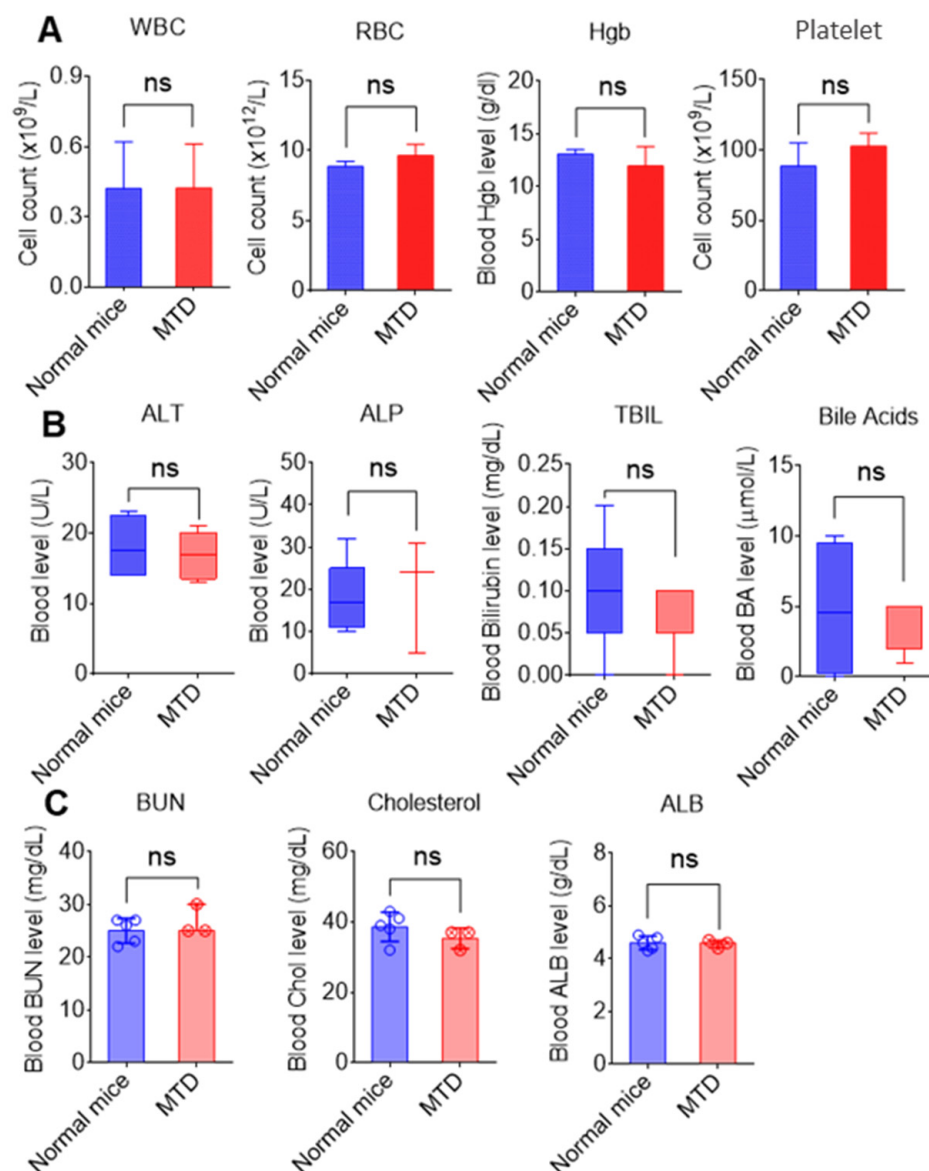 A
WBC
RBC
Hgb
Platelet
Cell count (x10⁹/L)
0.9
0.6
0.3
0.0
ns
Normal mice
MTD
Cell count (x10¹²/L)
15
10
5
0
ns
Normal mice
MTD
Blood Hgb level (g/dl)
20
15
10
5
0
ns
Normal mice
MTD
Cell count (x10⁹/L)
150
100
50
0
ns
Normal mice
MTD
B
ALT
ALP
TBIL
Bile Acids
Blood level (U/L)
30
20
10
0
ns
Normal mice
MTD
Blood level (U/L)
50
40
30
20
10
0
ns
Normal mice
MTD
Blood Bilirubin level (mg/dL)
0.25
0.20
0.15
0.10
0.05
0.00
ns
Normal mice
MTD
Blood BA level (μmol/L)
15
10
5
0
ns
Normal mice
MTD
C
BUN
Cholesterol
ALB
Blood BUN level (mg/dL)
40
30
20
10
0
ns
Normal mice
MTD
Blood Chol level (mg/dL)
60
40
20
0
ns
Normal mice
MTD
Blood ALB level (g/dL)
8
6
4
2
0
ns
Normal mice
MTD